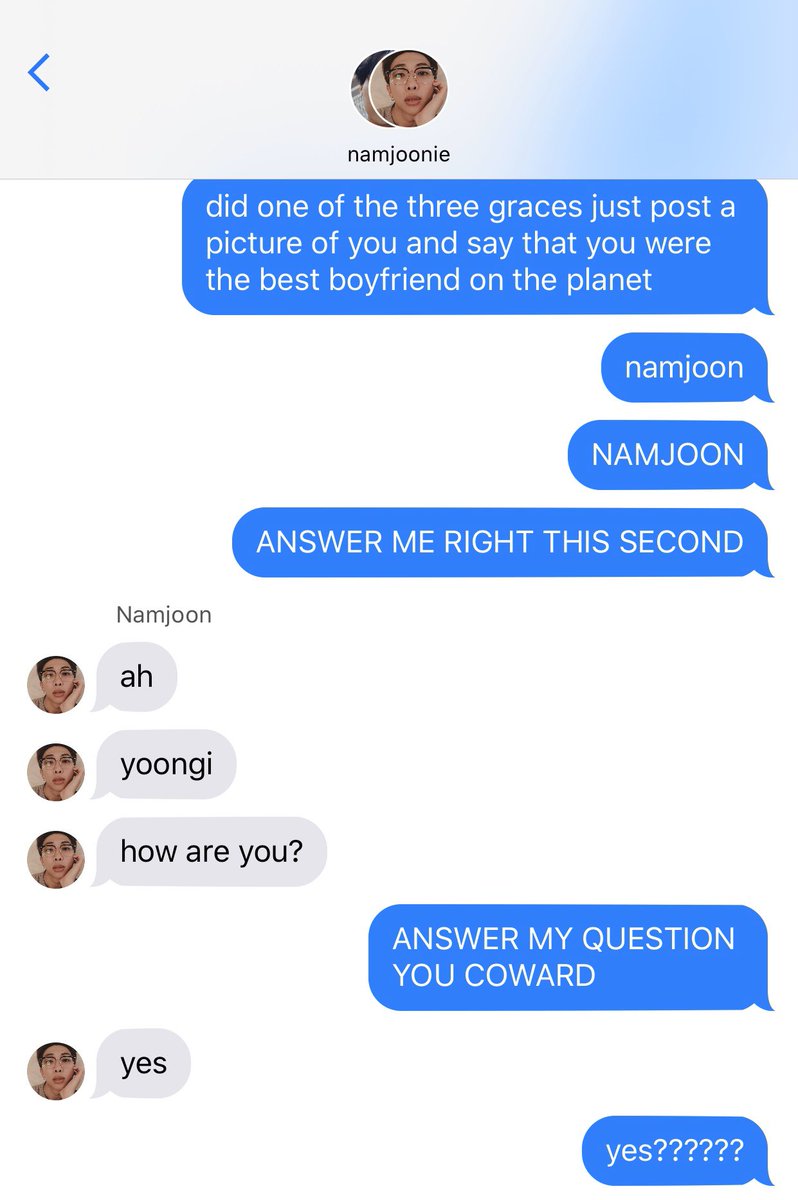 namjoonie
did one of the three graces just post a
picture of you and say that you were
the best boyfriend on the planet
namjoon
NAMJOON
ANSWER ME RIGHT THIS SECOND
Namjoon
ah
yoongi
how are you?
ANSWER MY QUESTION
YOU COWARD
yes
yes??????